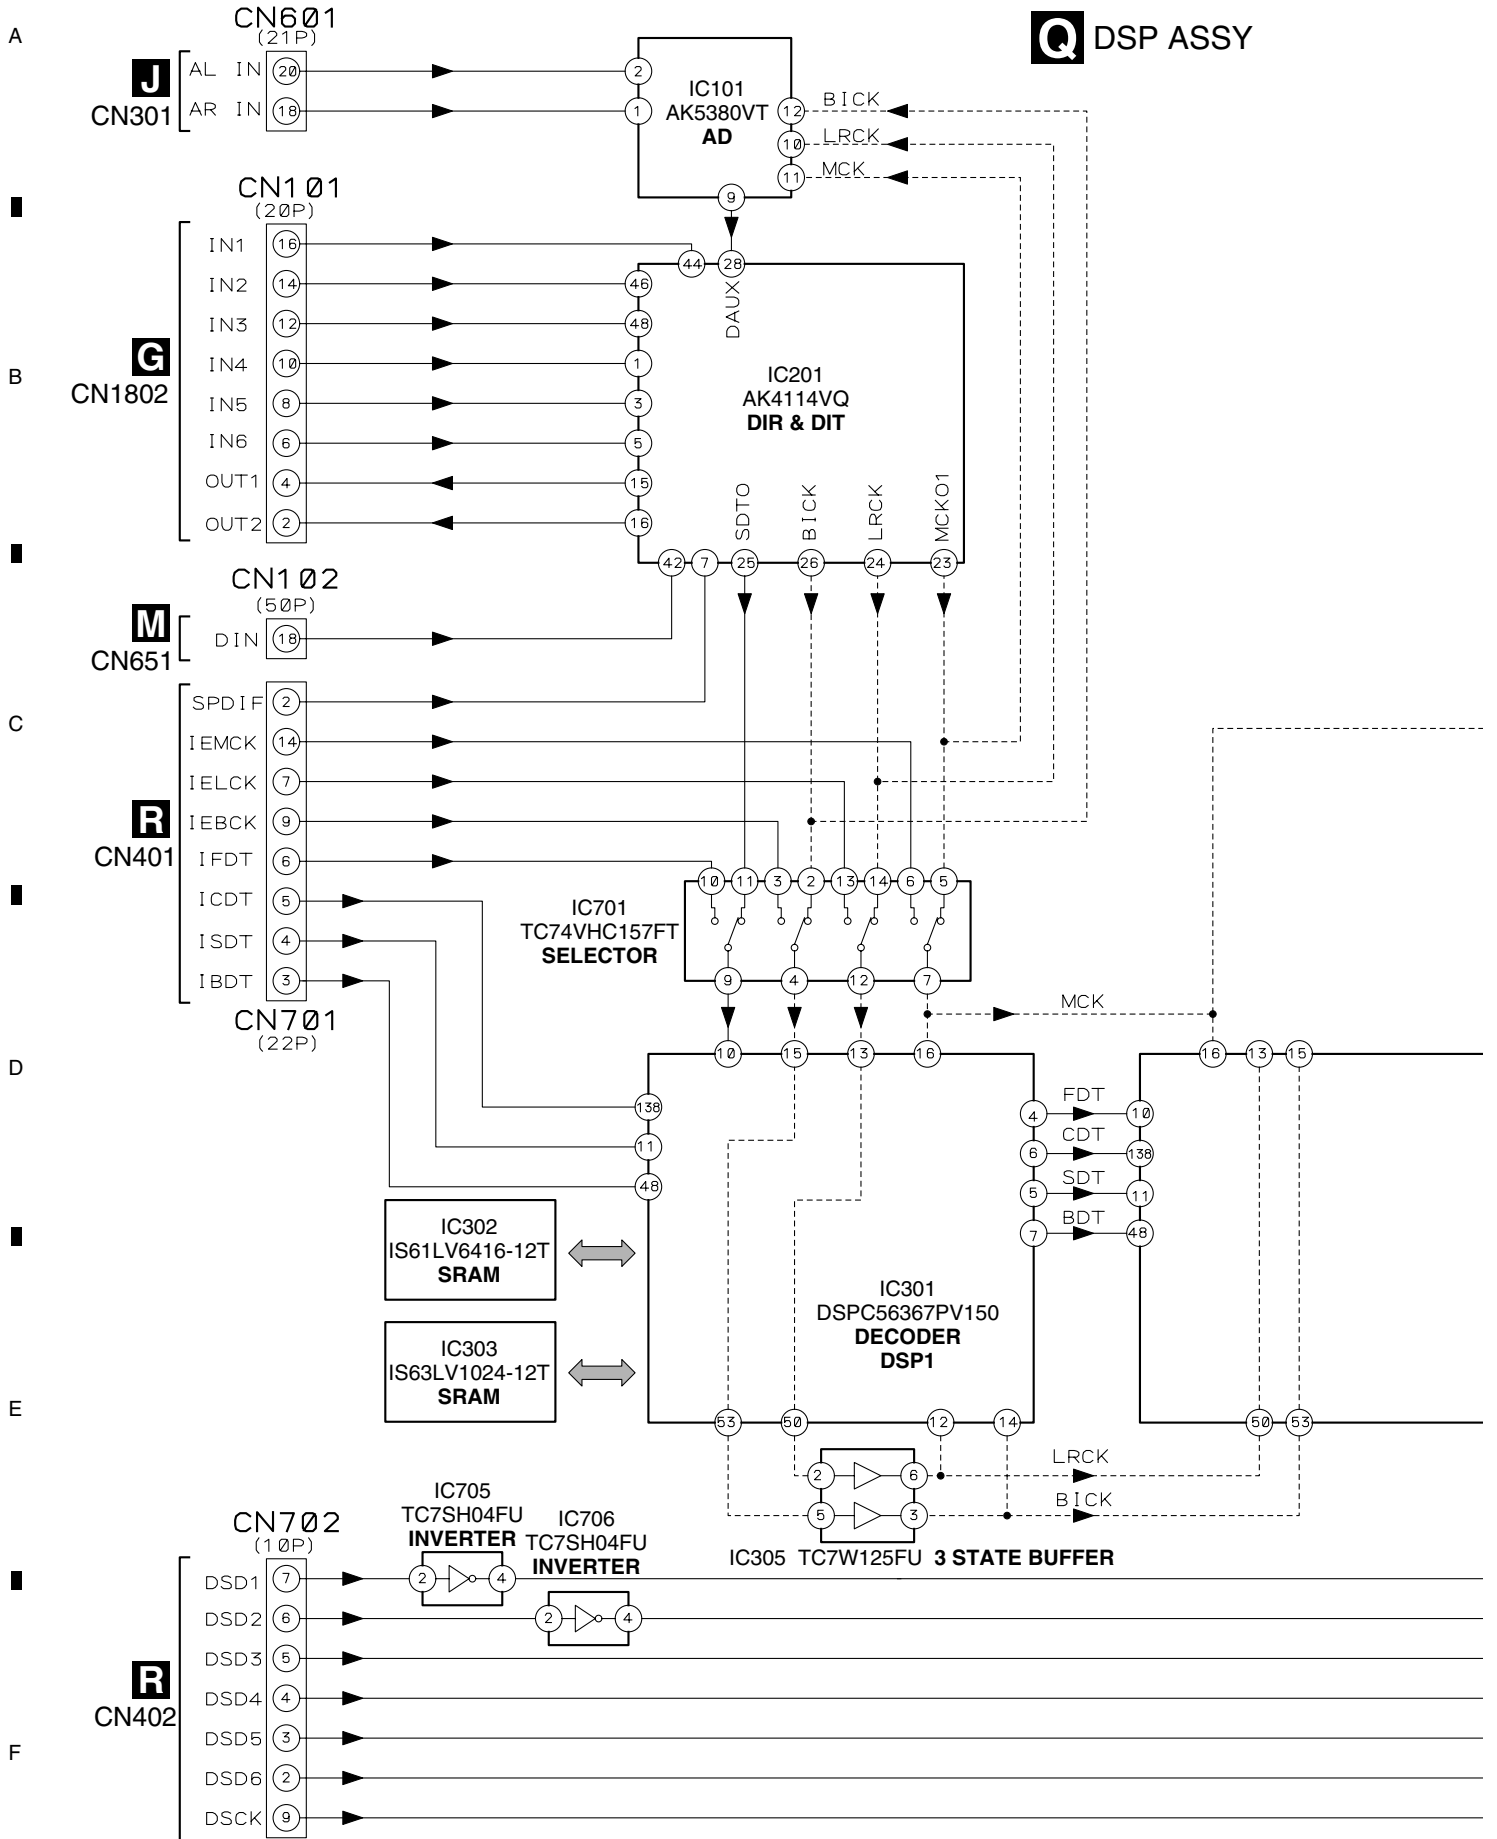 A
Q DSP ASSY
CN601
(21P)
J
CN301
AL IN 20
AR IN 18
2
1
IC101
AK5380VT
AD
12 BICK
10 LRCK
11 MCK
9
CN101
(20P)
B
G
CN1802
IN1 16
IN2 14
IN3 12
IN4 10
IN5 8
IN6 6
OUT1 4
OUT2 2
44 28
46
48
1
3
5
15
16
DAUX
IC201
AK4114VQ
DIR & DIT
SDTO BICK LRCK MCKO1
42 7 25 26 24 23
CN102
(50P)
M
CN651
DIN 18
C
R
CN401
SPDIF 2
IEMCK 14
IELCK 7
IEBCK 9
IFDT 6
ICDT 5
ISDT 4
IBDT 3
CN701
(22P)
10 11 3 2 13 14 6 5
IC701
TC74VHC157FT
SELECTOR
9 4 12 7
MCK
D
10 15 13 16
16 13 15
138
11
48
4 FDT 10
6 CDT 138
5 SDT 11
7 BDT 48
IC302
IS61LV6416-12T
SRAM
IC301
DSPC56367PV150
DECODER
DSP1
IC303
IS63LV1024-12T
SRAM
E
53 50 12 14
50 53
2 6 LRCK
5 3 BICK
IC305 TC7W125FU 3 STATE BUFFER
IC705
TC7SH04FU
INVERTER
IC706
TC7SH04FU
INVERTER
CN702
(10P)
R
CN402
DSD1 7 2 4
DSD2 6 2 4
DSD3 5
DSD4 4
DSD5 3
DSD6 2
DSCK 9
F